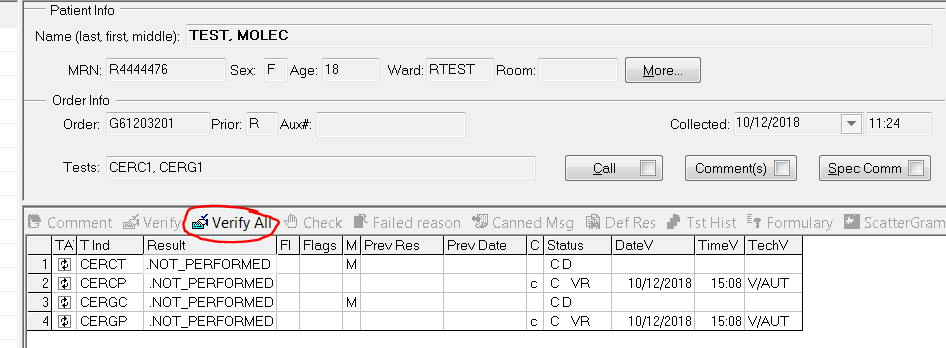 Patient Info
Name (last, first, middle): TEST, MOLEC
MRN: R4444476 Sex: F Age: 18 Ward: RTEST Room: More...
Order Info
Order: G61203201 Prior: R Aux#: Collected: 10/12/2018 11:24
Tests: CERC1, CERG1 Call Comment(s) Spec Comm
Comment Verify Verify All Check Failed reason Canned Msg Def Res Tst Hist Formulary ScatterGram
TA T Ind Result Fl Flags M Prev Res Prev Date C Status DateV TimeV TechV
1 CERCT .NOT_PERFORMED M C D
2 CERCP .NOT_PERFORMED c C VR 10/12/2018 15:08 V/AUT
3 CERGC .NOT_PERFORMED M C D
4 CERGP .NOT_PERFORMED c C VR 10/12/2018 15:08 V/AUT